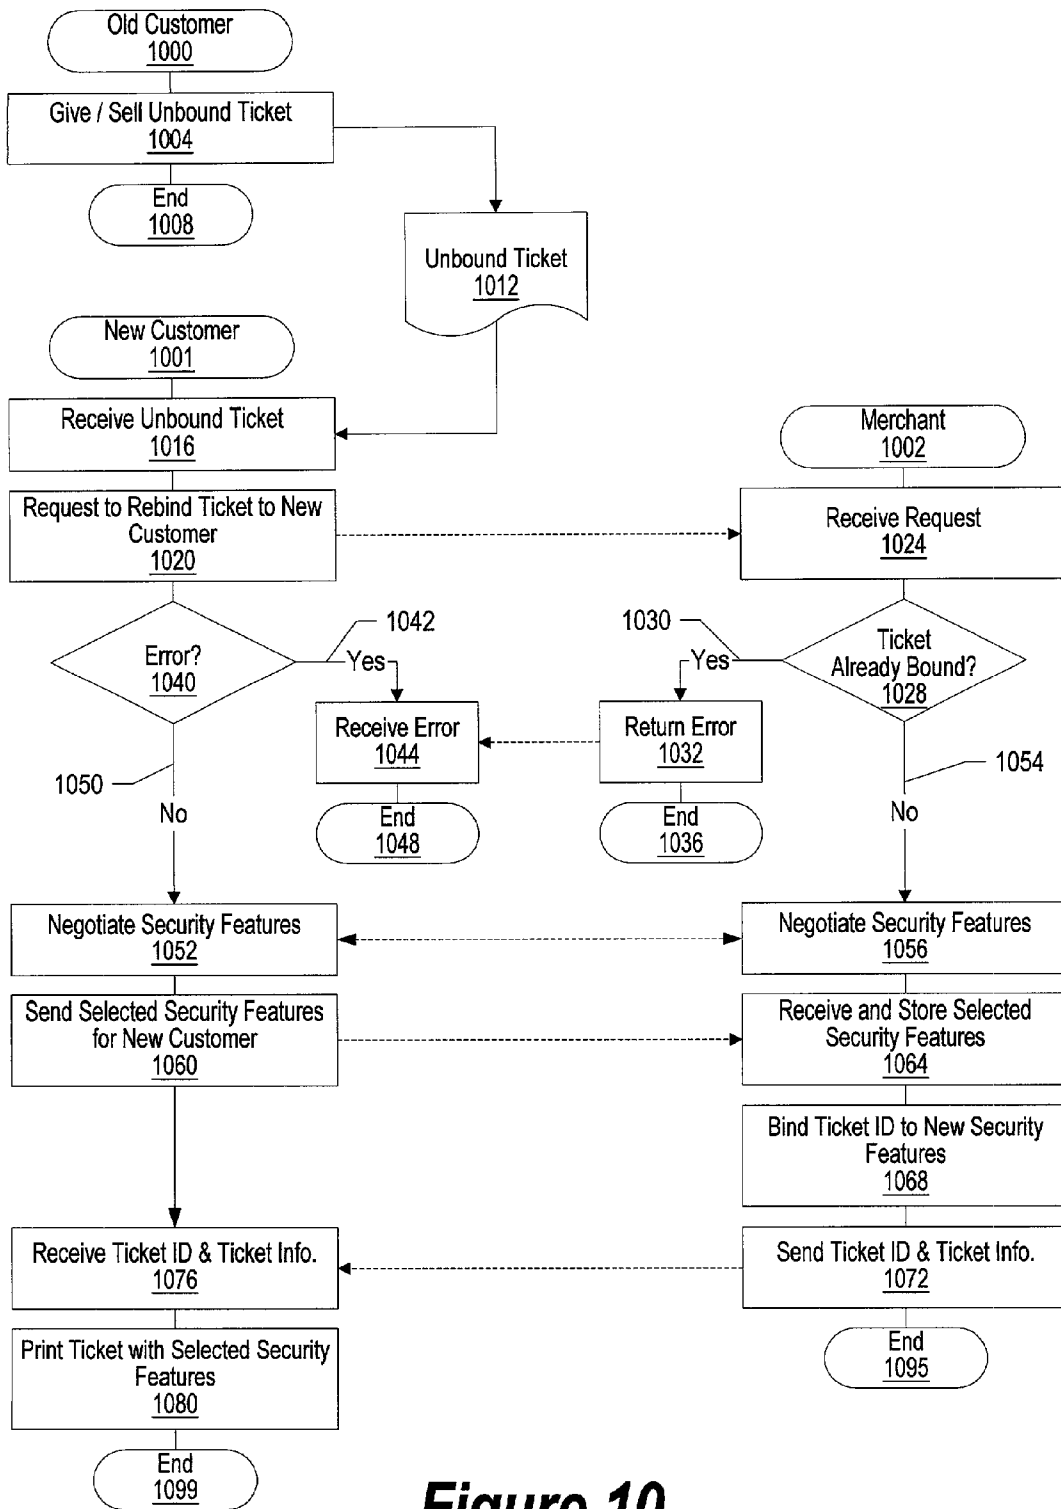 Old Customer
1000
Give / Sell Unbound Ticket
1004
End
1008
Unbound Ticket
1012
New Customer
1001
Receive Unbound Ticket
1016
Merchant
1002
Request to Rebind Ticket to New
Customer
1020
Receive Request
1024
Error?
1040
1042
Yes
1030
Yes
Ticket
Already Bound?
1028
Receive Error
1044
Return Error
1032
1050
No
End
1048
End
1036
1054
No
Negotiate Security Features
1052
Negotiate Security Features
1056
Send Selected Security Features
for New Customer
1060
Receive and Store Selected
Security Features
1064
Bind Ticket ID to New Security
Features
1068
Receive Ticket ID & Ticket Info.
1076
Send Ticket ID & Ticket Info.
1072
Print Ticket with Selected Security
Features
1080
End
1095
End
1099
Figure 10